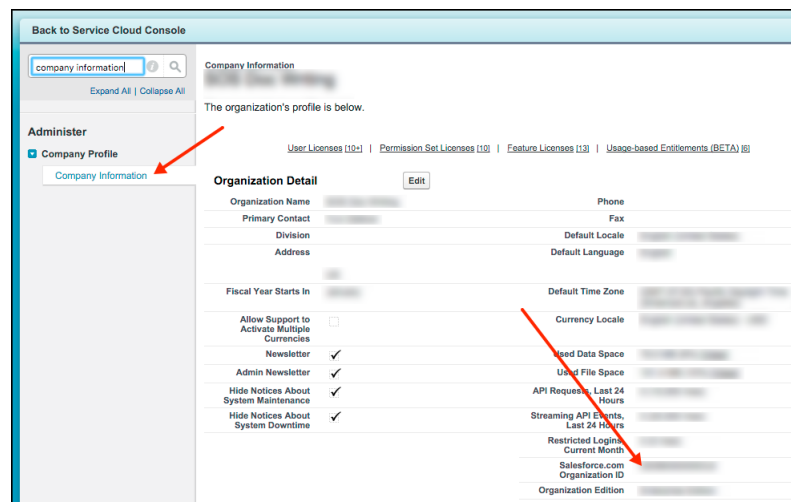 Back to Service Cloud Console
company information
Expand All | Collapse All
Administer
Company Profile
Company Information
Company Information
The organization's profile is below.
User Licenses [10+] | Permission Set Licenses [10] | Feature Licenses [13] | Usage-based Entitlements (BETA) [6]
Organization Detail
Edit
Organization Name
Primary Contact
Division
Address
Fiscal Year Starts In
Allow Support to
Activate Multiple
Currencies
Newsletter
Admin Newsletter
Hide Notices About
System Maintenance
Hide Notices About
System Downtime
Phone
Fax
Default Locale
Default Language
Default Time Zone
Currency Locale
Used Data Space
Used File Space
API Requests, Last 24
Hours
Streaming API Events,
Last 24 Hours
Restricted Logins,
Current Month
Salesforce.com
Organization ID
Organization Edition